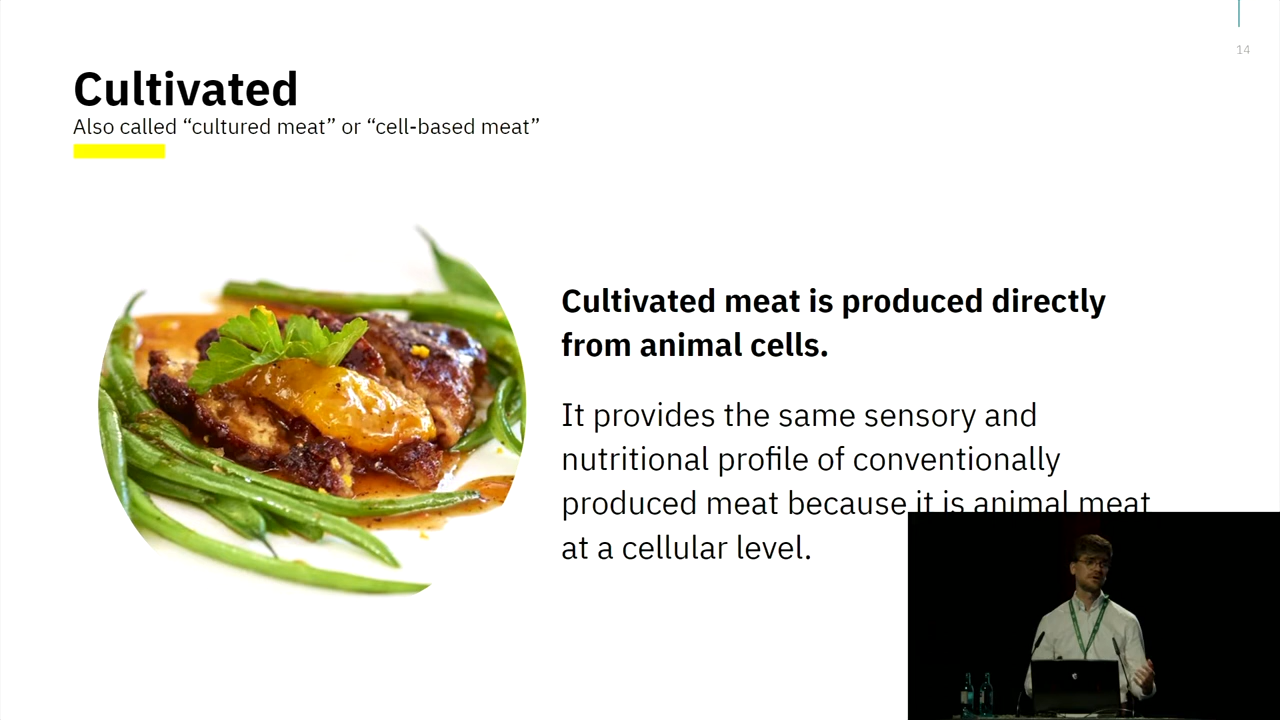 14
Cultivated
Also called “cultured meat” or “cell-based meat”
Cultivated meat is produced directly
from animal cells.
It provides the same sensory and
nutritional profile of conventionally
produced meat because it is animal meat
at a cellular level.